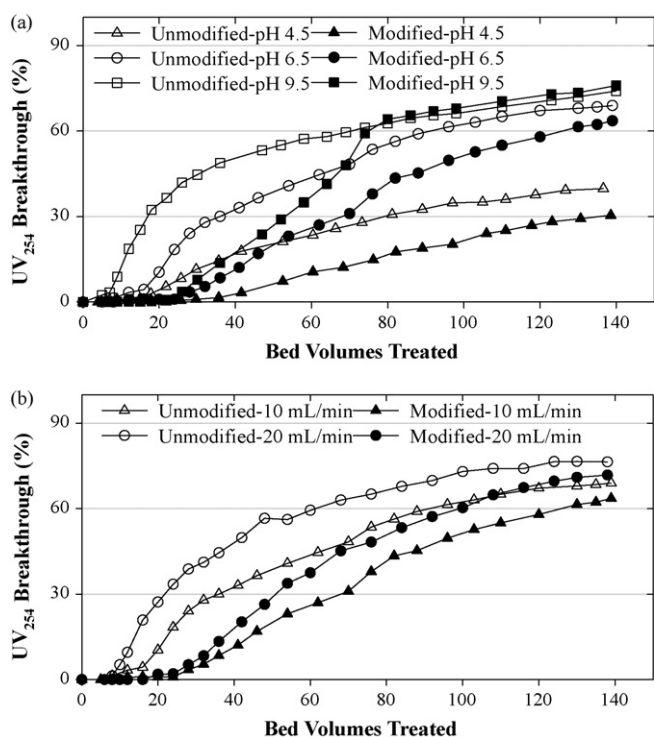 (a)
Unmodified-pH 4.5 Modified-pH 4.5
Unmodified-pH 6.5 Modified-pH 6.5
Unmodified-pH 9.5 Modified-pH 9.5
UV254 Breakthrough (%)
90
60
30
0
0 20 40 60 80 100 120 140
Bed Volumes Treated
(b)
Unmodified-10 mL/min Modified-10 mL/min
Unmodified-20 mL/min Modified-20 mL/min
UV254 Breakthrough (%)
90
60
30
0
0 20 40 60 80 100 120 140
Bed Volumes Treated